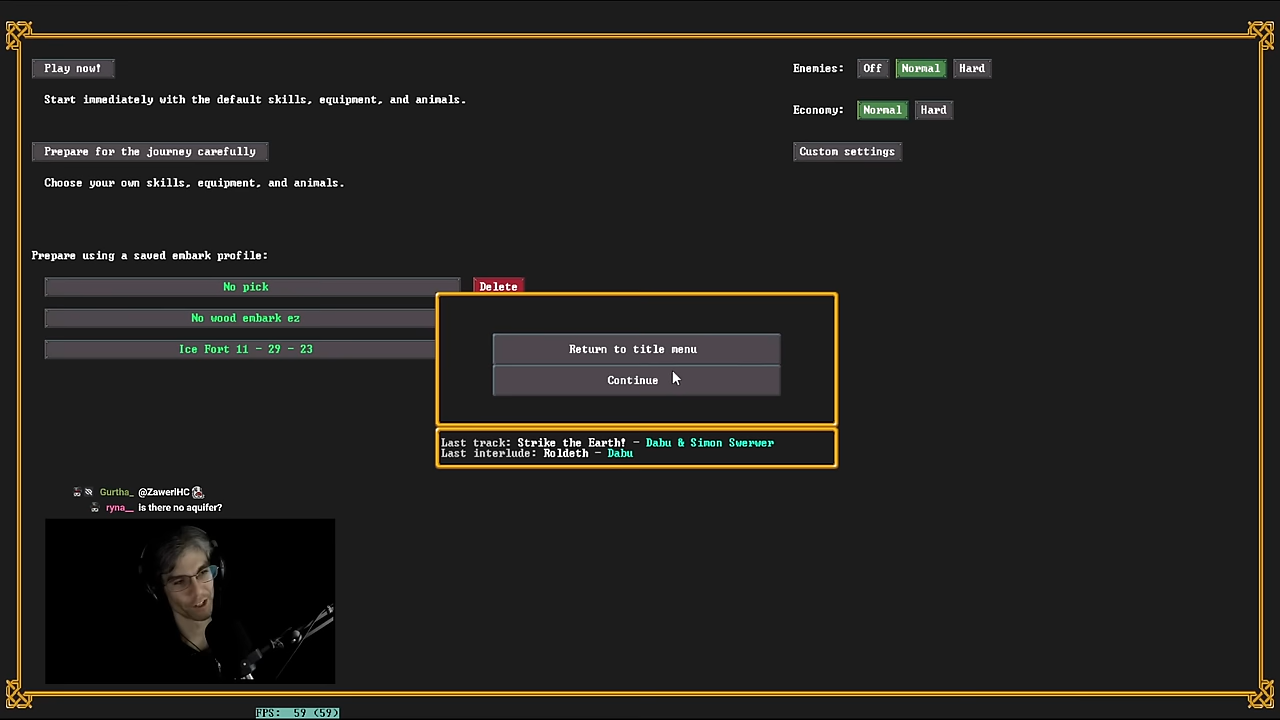 Play now!
Enemies: Off Normal Hard
Start immediately with the default skills, equipment, and animals.
Economy: Normal Hard
Prepare for the journey carefully
Custom settings
Choose your own skills, equipment, and animals.
Prepare using a saved embark profile:
No pick
Delete
No wood embark ez
Ice Fort 11 - 29 - 23
Return to title menu
Continue
Last track: Strike the Earth! - Dabu & Simon Swerwer
Last interlude: Roldeth - Dabu
Gurtha_ @ZaweriHC
ryna__ Is there no aquifer?
FPS: 59 (59)